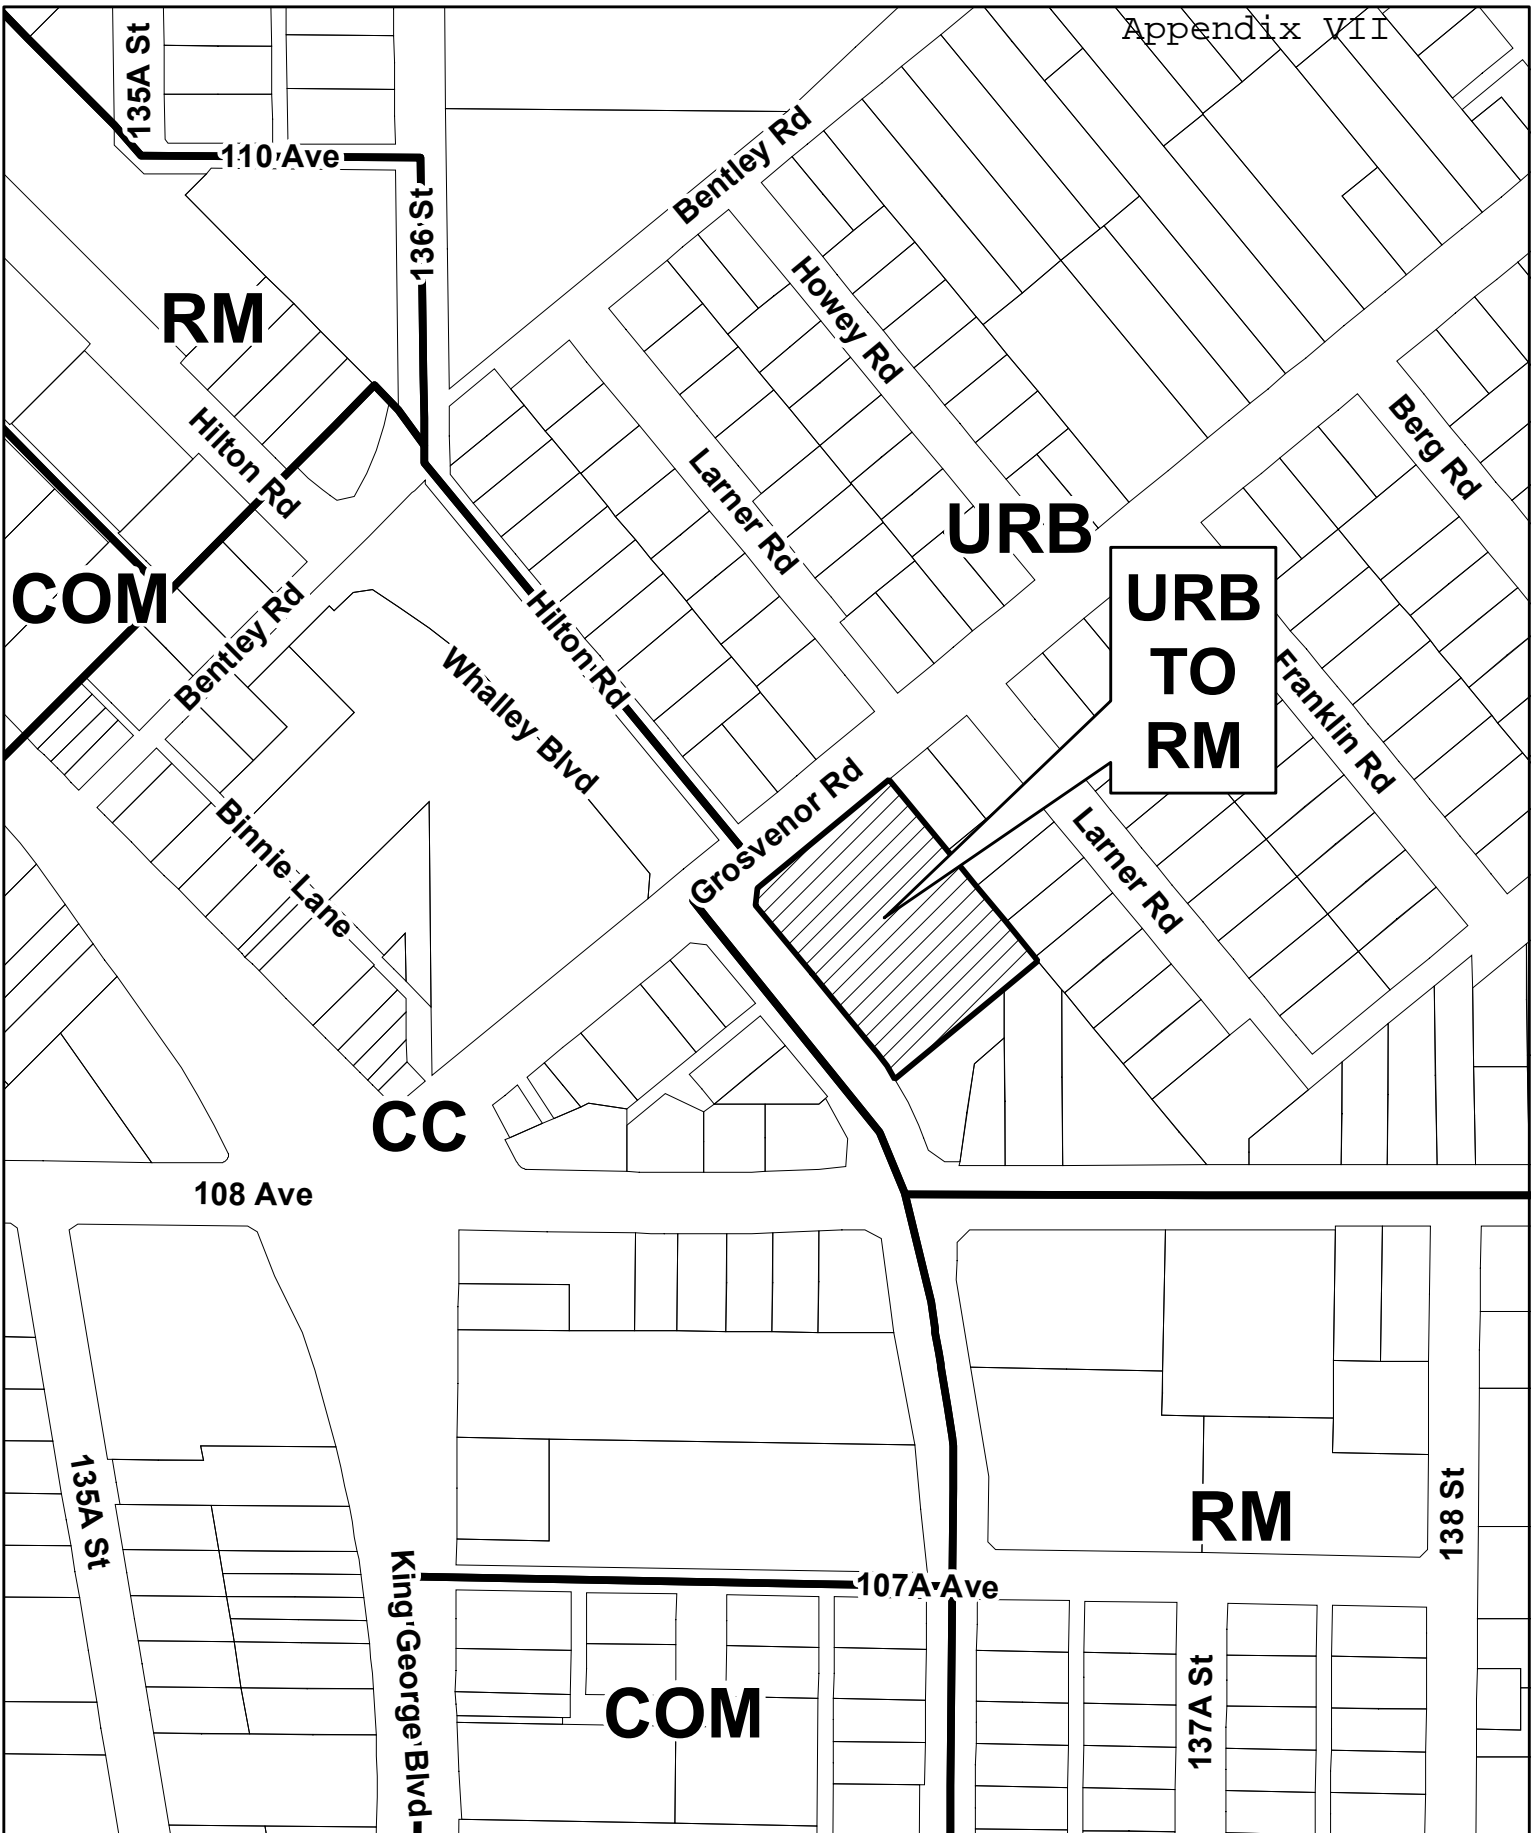 Appendix VII
135A St
110 Ave
Bentley Rd
136 St
RM
Howey Rd
Hilton Rd
Berg Rd
Larner Rd
URB
COM
URB
TO
RM
Bentley Rd
Hilton Rd
Whalley Blvd
Franklin Rd
Grosvenor Rd
Binnie Lane
Larner Rd
CC
108 Ave
135A St
RM
138 St
King George Blvd
107A Ave
COM
137A St